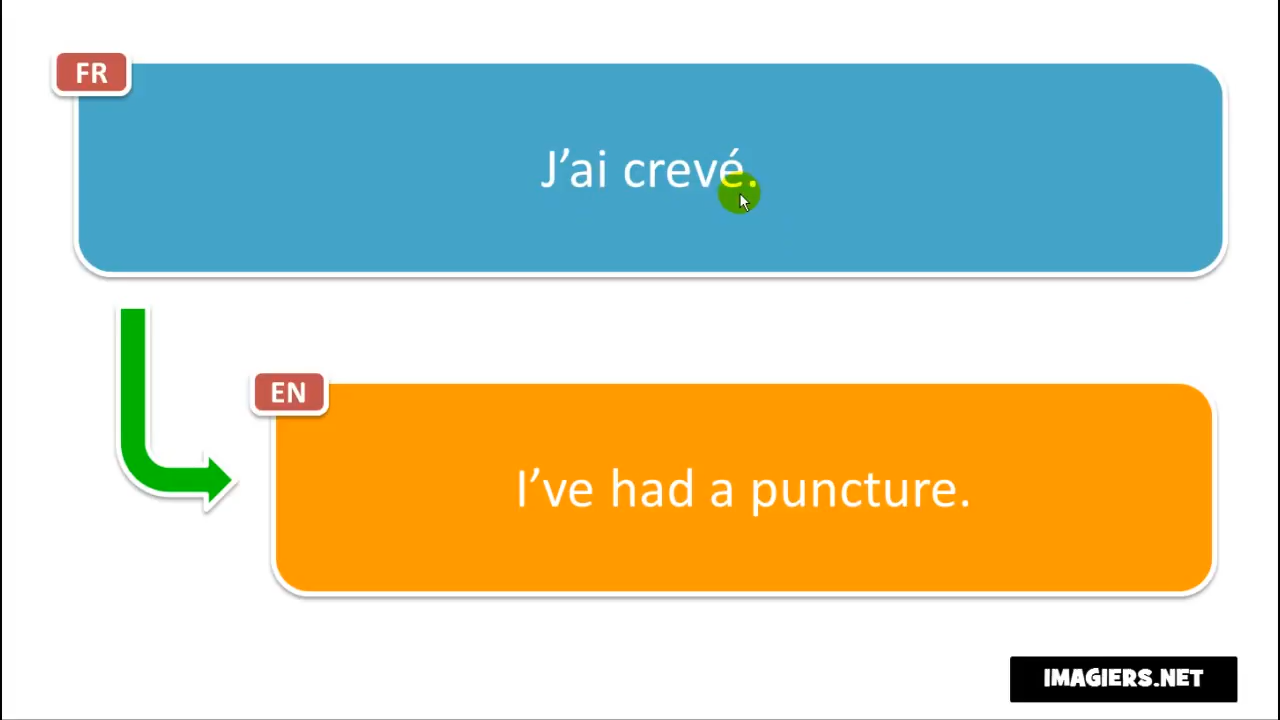 FR
J’ai crevé.
EN
I’ve had a puncture.
IMAGIERS.NET